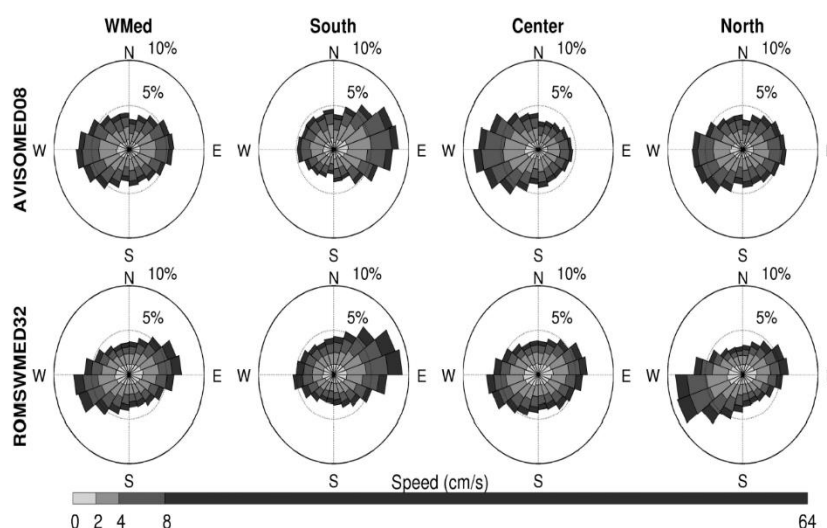 WMed South Center North
N 10% N 10% N 10% N 10%
5% 5% 5% 5%
AVISOMED08
W E W E W E W
S S S S
N 10% N 10% N 10% N 10%
5% 5% 5% 5%
ROMSWMED32
W E W E W E W
S S S S
Speed (cm/s)
0 2 4 8 64